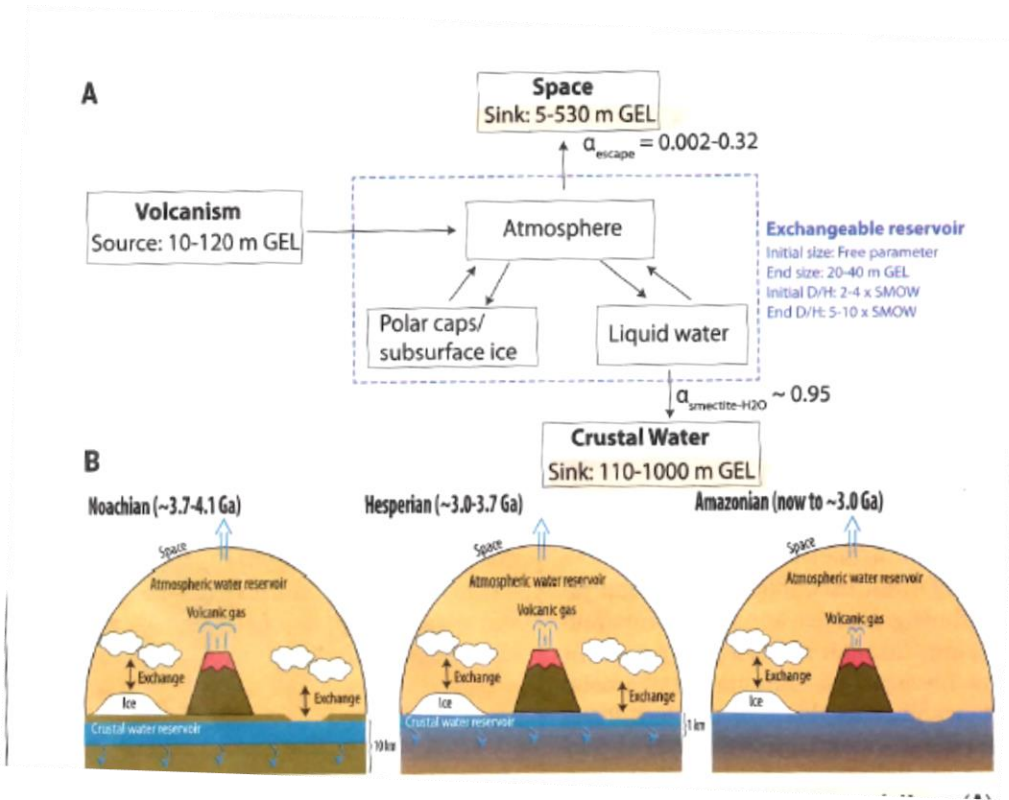 A
Space
Sink: 5-530 m GEL
αescape = 0.002-0.32
Volcanism
Source: 10-120 m GEL
Atmosphere
Exchangeable reservoir
Initial size: Free parameter
End size: 20-40 m GEL
Initial D/H: 2-4 x SMOW
End D/H: 5-10 x SMOW
Polar caps/
subsurface ice
Liquid water
αsmectite-H2O ~ 0.95
Crustal Water
Sink: 110-1000 m GEL
B
Noachian (~3.7-4.1 Ga)
Space
Atmospheric water reservoir
Volcanic gas
Exchange
Exchange
Ice
Crustal water reservoir
10 km
Hesperian (~3.0-3.7 Ga)
Space
Atmospheric water reservoir
Volcanic gas
Exchange
Exchange
Ice
Crustal water reservoir
1 km
Amazonian (now to ~3.0 Ga)
Space
Atmospheric water reservoir
Volcanic gas
Exchange
Ice